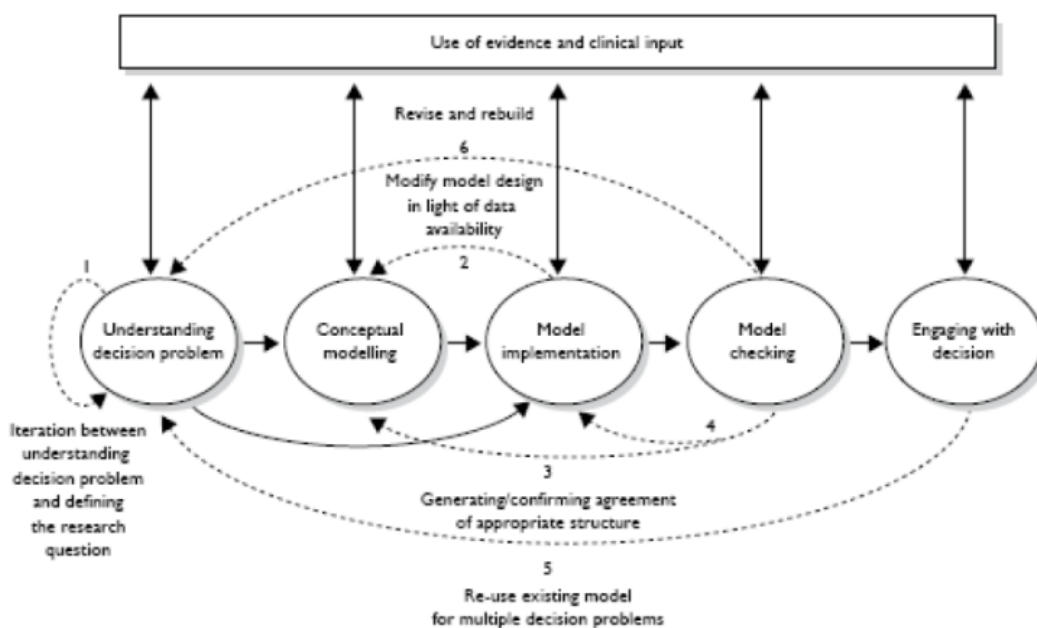 Use of evidence and clinical input
Revise and rebuild
6
Modify model design
in light of data
availability
1
2
Understanding
decision problem
Conceptual
modelling
Model
implementation
Model
checking
Engaging with
decision
Iteration between
understanding
decision problem
and defining
the research
question
4
3
Generating/confirming agreement
of appropriate structure
5
Re-use existing model
for multiple decision problems